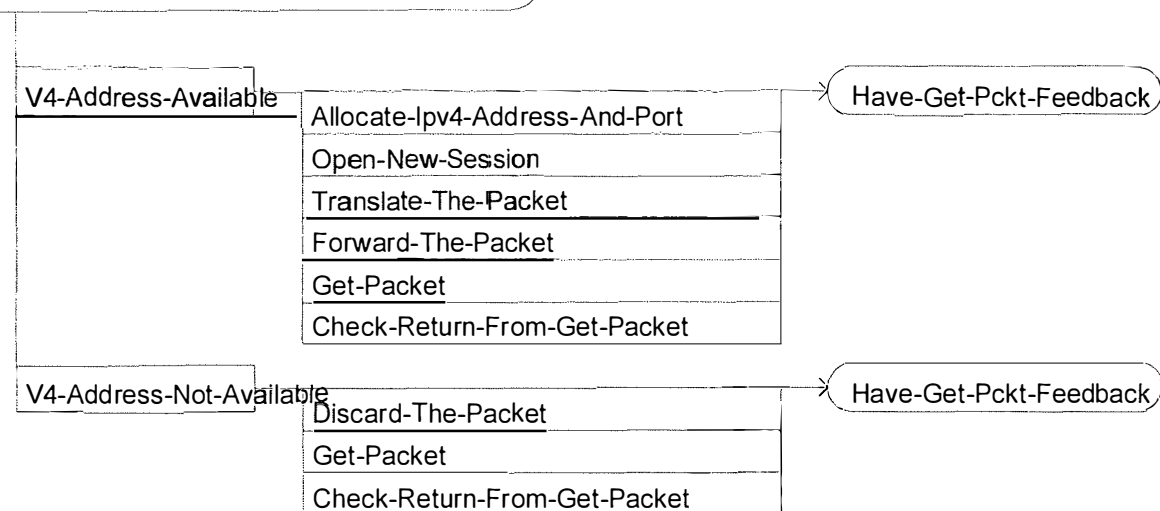 V4-Address-Available
Have-Get-Pckt-Feedback
Allocate-Ipv4-Address-And-Port
Open-New-Session
Translate-The-Packet
Forward-The-Packet
Get-Packet
Check-Return-From-Get-Packet
V4-Address-Not-Available
Have-Get-Pckt-Feedback
Discard-The-Packet
Get-Packet
Check-Return-From-Get-Packet